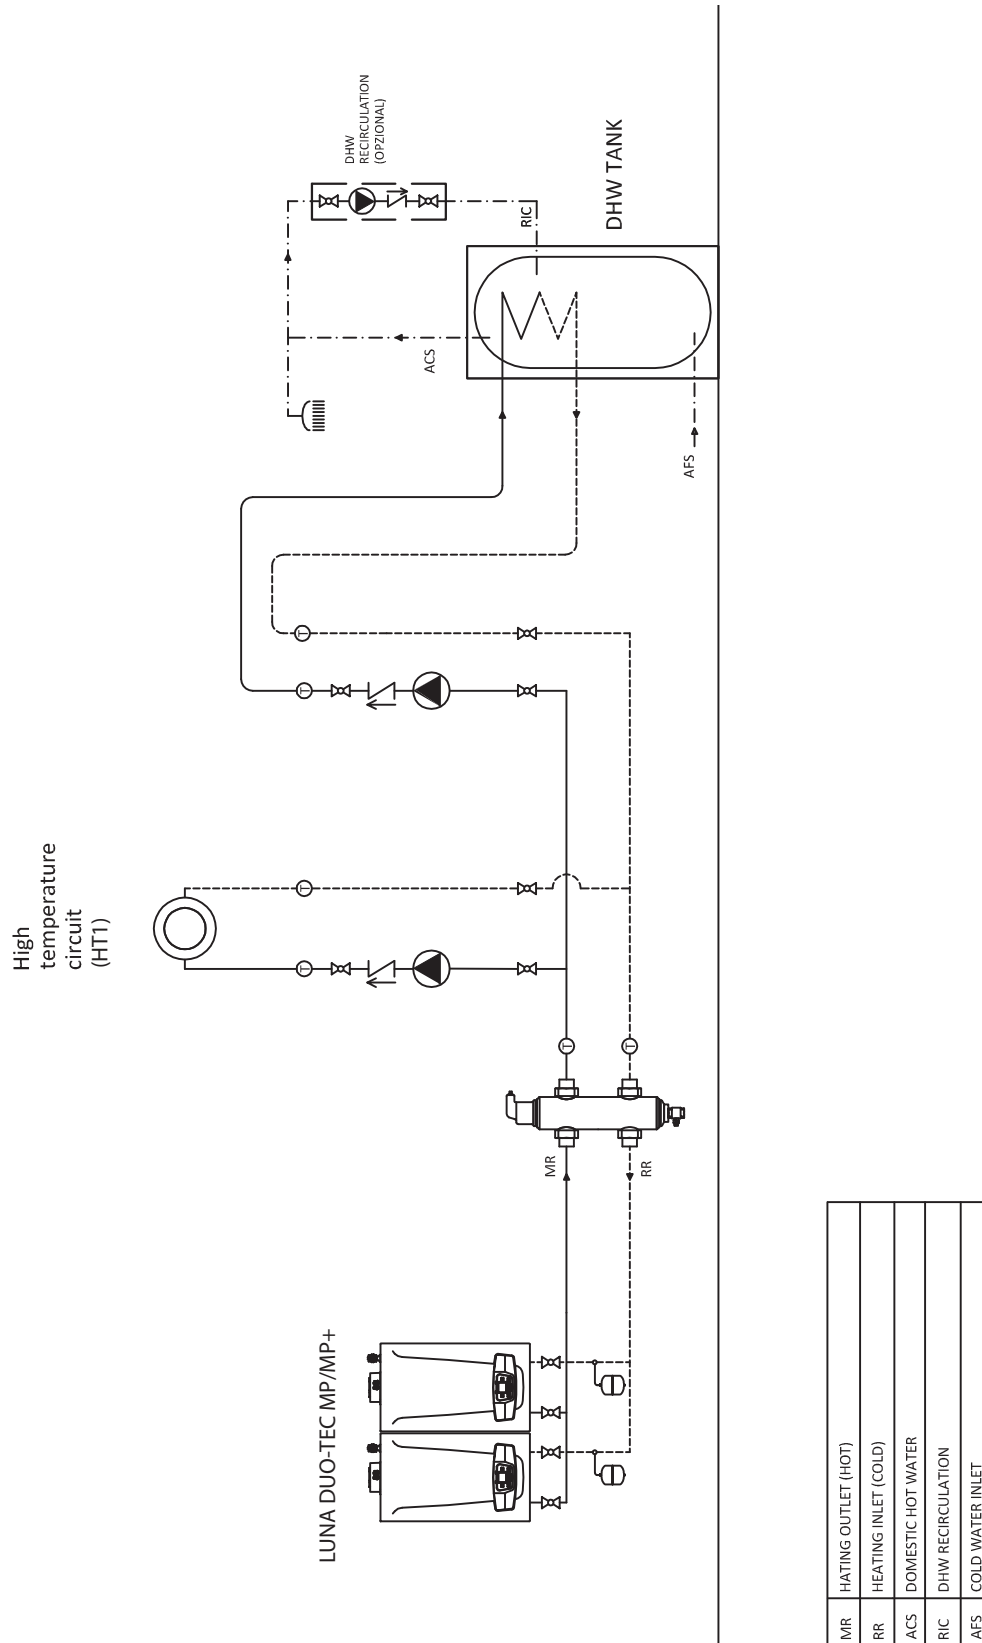 High
temperature
circuit
(HT1)
LUNA DUO-TEC MP/MP+
DHW
RECIRCULATION
(OPZIONAL)
RIC
DHW TANK
ACS
AFS
T
T
T
T
T
T
MR
RR
MR HATING OUTLET (HOT)
RR HEATING INLET (COLD)
ACS DOMESTIC HOT WATER
RIC DHW RECIRCULATION
AFS COLD WATER INLET